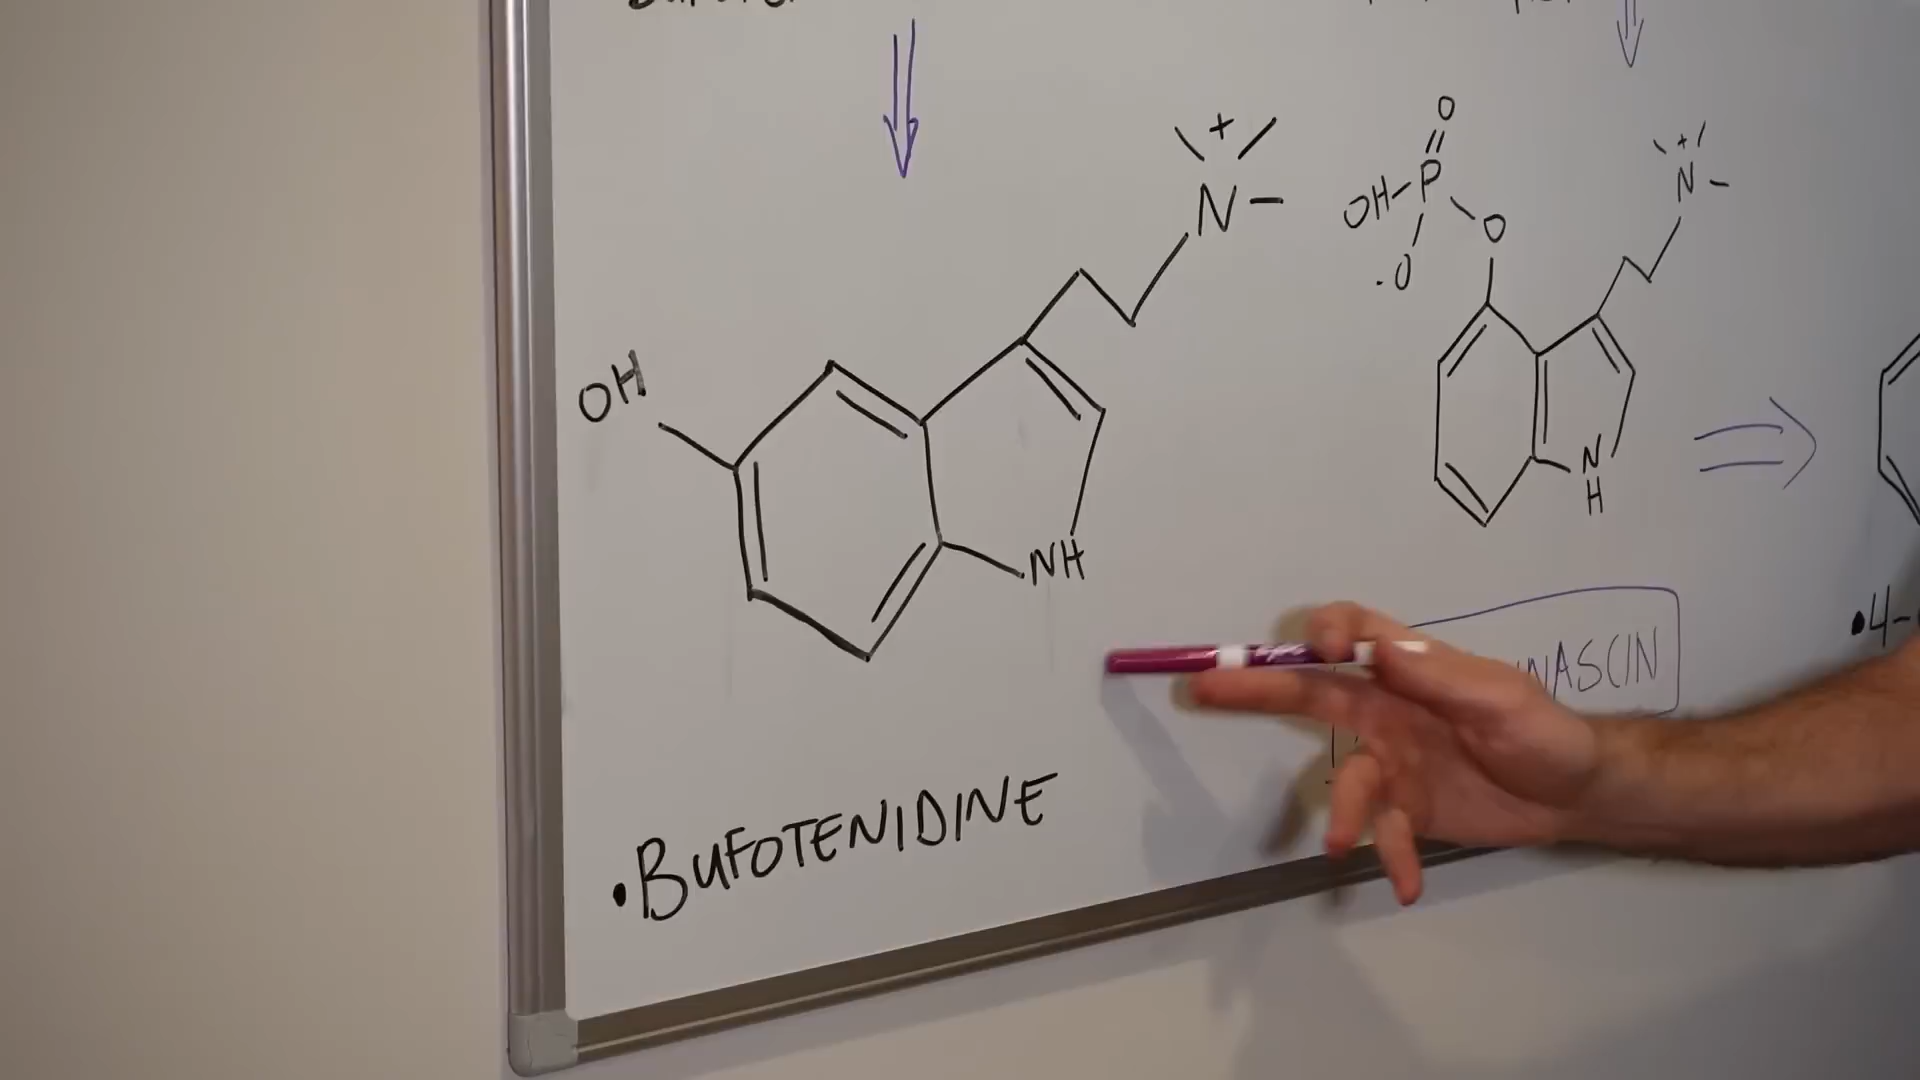 O
P
OH
O
O
N
+
N
+
OH
NH
N
H
•4-
•BUFOTENIDINE